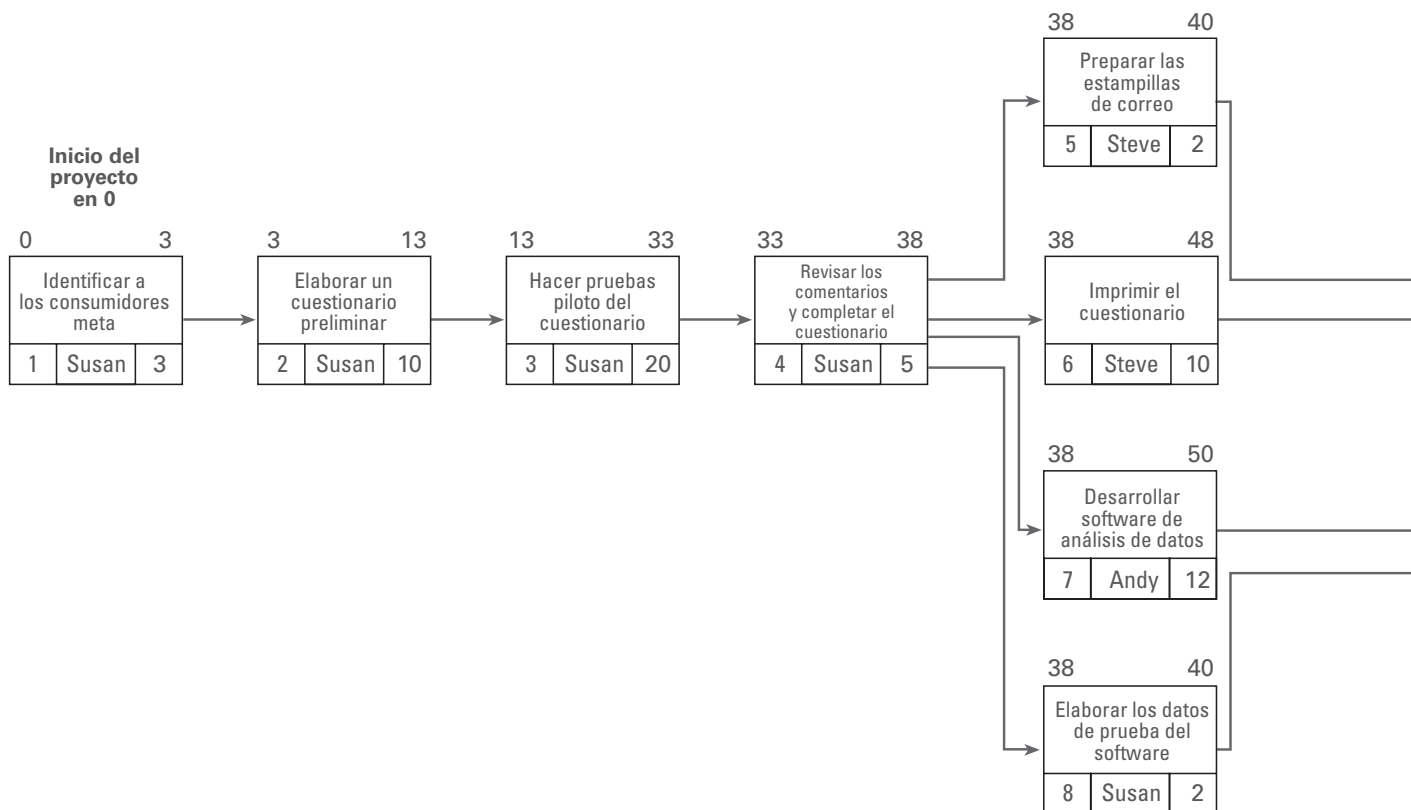 38 40
Preparar las
estampillas
de correo
5 Steve 2
Inicio del
proyecto
en 0
0 3
Identificar a
los consumidores
meta
1 Susan 3
3 13
Elaborar un
cuestionario
preliminar
2 Susan 10
13 33
Hacer pruebas
piloto del
cuestionario
3 Susan 20
33 38
Revisar los
comentarios
y completar el
cuestionario
4 Susan 5
38 48
Imprimir el
cuestionario
6 Steve 10
38 50
Desarrollar
software de
análisis de datos
7 Andy 12
38 40
Elaborar los datos
de prueba del
software
8 Susan 2